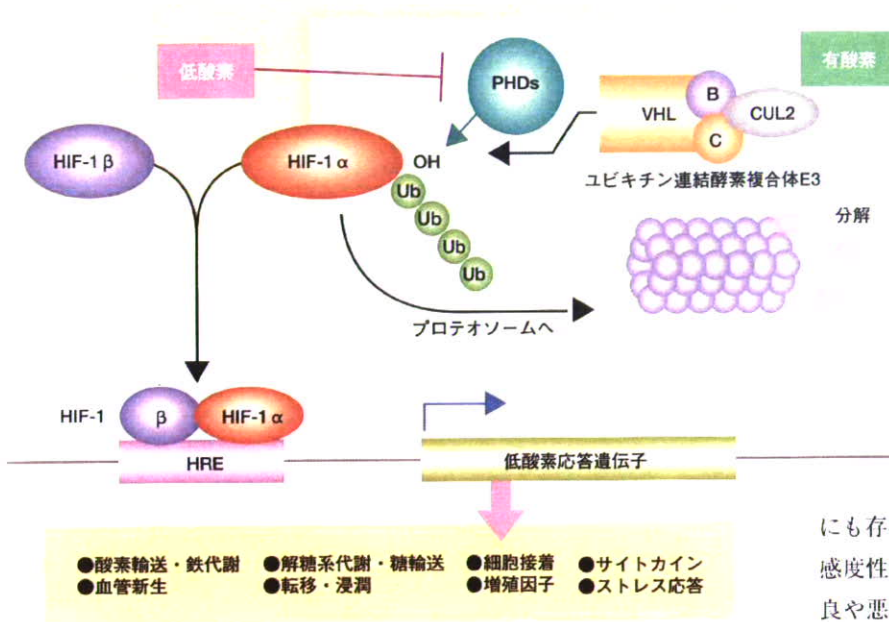 低酸素
PHDs
有酸素
VHL
B
C
CUL2
HIF-1 β
HIF-1 α
OH
Ub
Ub
Ub
Ub
ユビキチン連結酵素複合体E3
分解
プロテオソームへ
HIF-1
β
HIF-1 α
HRE
低酸素応答遺伝子
●酸素輸送・鉄代謝 ●解糖系代謝・糖輸送 ●細胞接着 ●サイトカイン
●血管新生 ●転移・浸潤 ●増殖因子 ●ストレス応答
にも存
感度性
良や悪